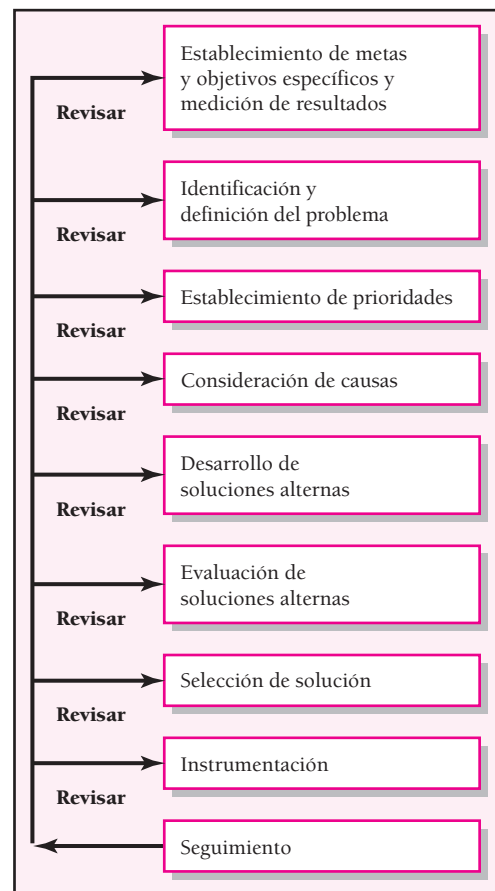 Establecimiento de metas
y objetivos específicos y
medición de resultados
Revisar
Identificación y
definición del problema
Revisar
Establecimiento de prioridades
Revisar
Consideración de causas
Revisar
Desarrollo de
soluciones alternas
Revisar
Evaluación de
soluciones alternas
Revisar
Selección de solución
Revisar
Instrumentación
Revisar
Seguimiento